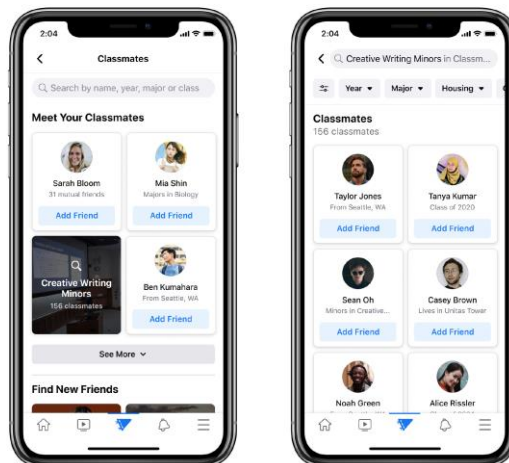 2:04
Classmates
Search by name, year, major or class
Meet Your Classmates
Sarah Bloom
31 mutual friends
Add Friend
Mia Shin
Majors in Biology
Add Friend
Creative Writing
Minors
156 classmates
Ben Kumahara
From Seattle, WA
Add Friend
See More
Find New Friends
2:04
Creative Writing Minors in Classm...
Year
Major
Housing
Classmates
156 classmates
Taylor Jones
From Seattle, WA
Add Friend
Tanya Kumar
Class of 2020
Add Friend
Sean Oh
Minors in Creative...
Add Friend
Casey Brown
Lives in Unitas Tower
Add Friend
Noah Green
Alice Rissler